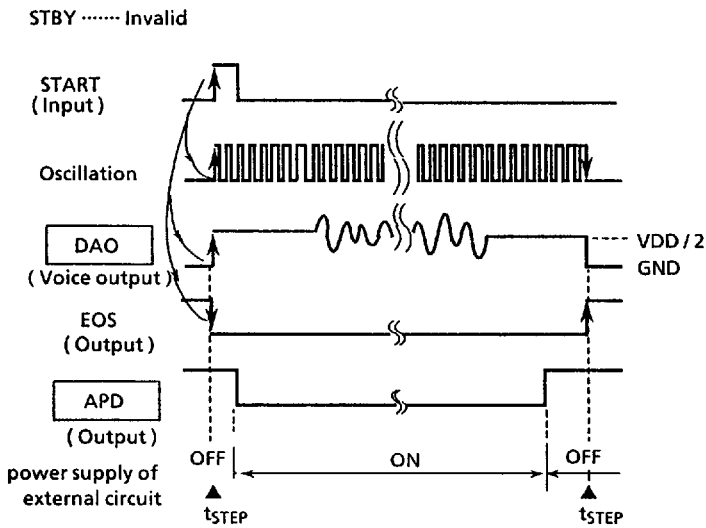 STBY ······· Invalid
START
( Input )
Oscillation
DAO
( Voice output )
VDD / 2
GND
EOS
( Output )
APD
( Output )
OFF
ON
OFF
power supply of
external circuit
tSTEP
tSTEP